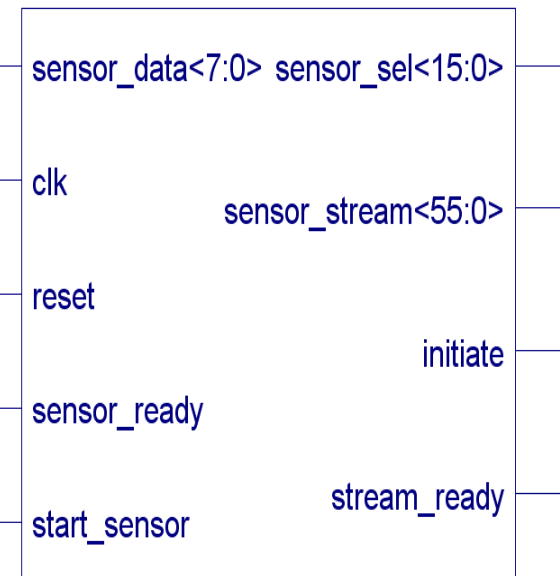 sensor_data<7:0> sensor_sel<15:0>
clk
sensor_stream<55:0>
reset
initiate
sensor_ready
stream_ready
start_sensor